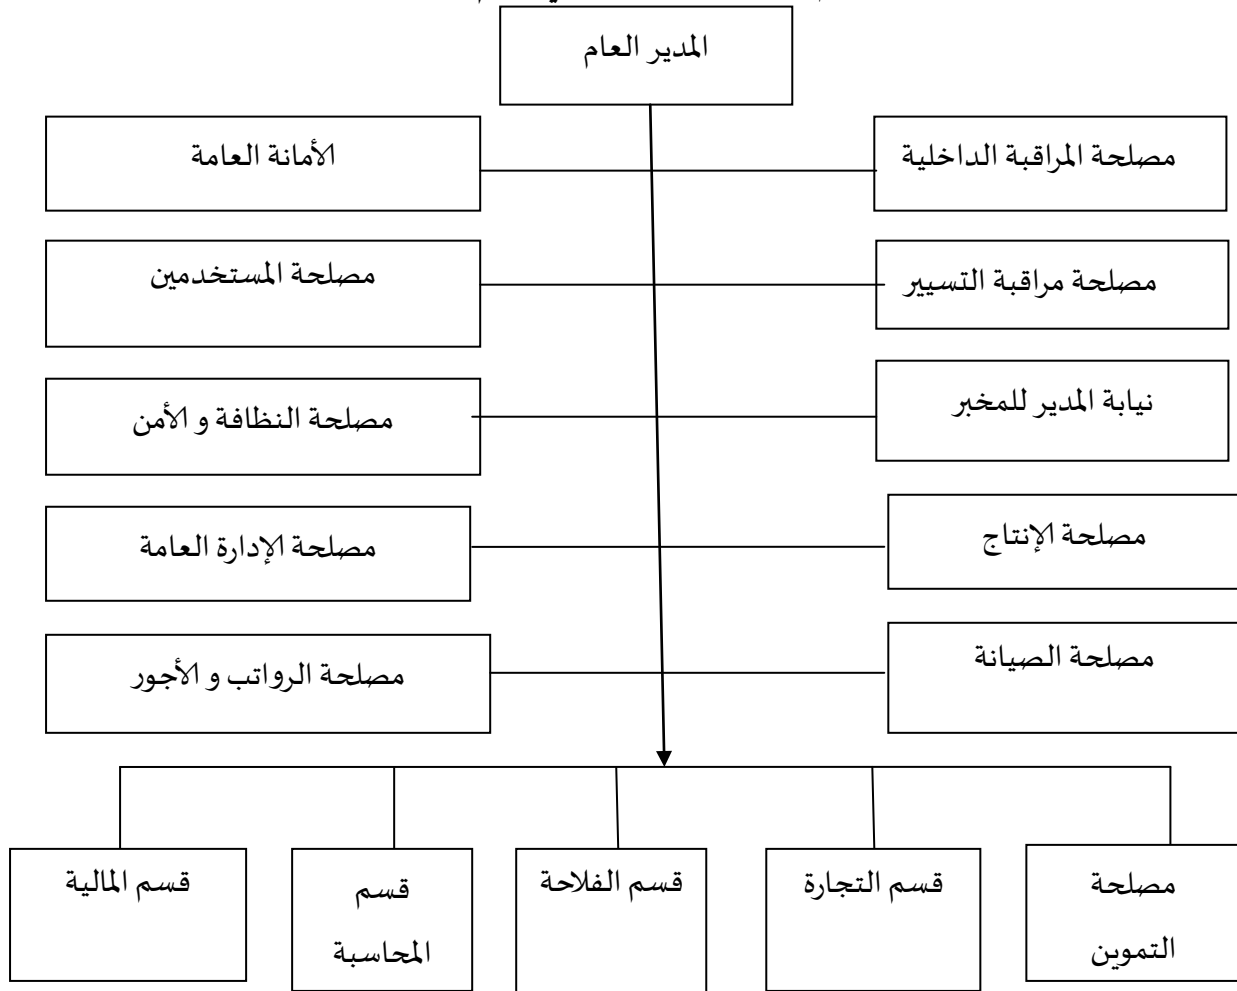 المدير العام
مصلحة المراقبة الداخلية
الأمانة العامة
مصلحة مراقبة التسيير
مصلحة المستخدمين
نيابة المدير للمخبر
مصلحة النظافة و الأمن
مصلحة الإنتاج
مصلحة الإدارة العامة
مصلحة الصيانة
مصلحة الرواتب و الأجور
مصلحة
التموين
قسم التجارة
قسم الفلاحة
قسم
المحاسبة
قسم المالية